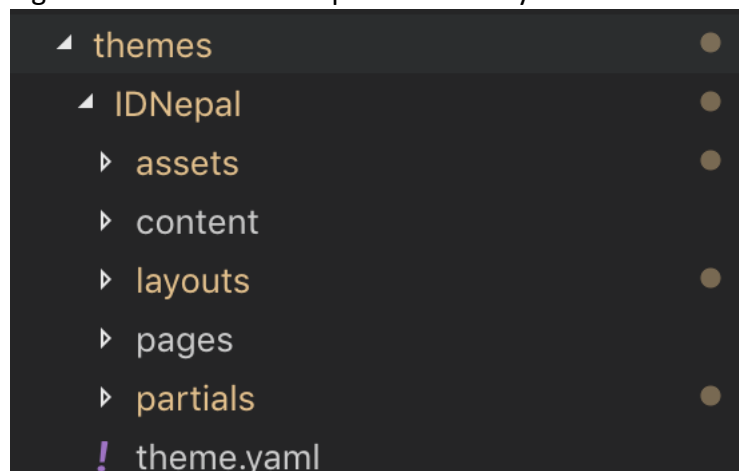 themes
IDNepal
assets
content
layouts
pages
partials
! theme.yaml